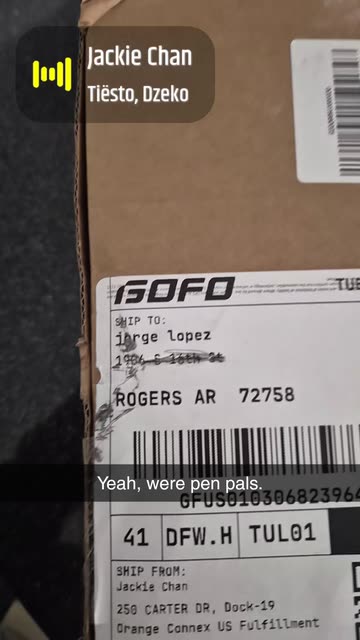 Jackie Chan
Tiësto, Dzeko
GOFO
TUL
SHIP TO:
jorge lopez
ROGERS AR 72758
Yeah, were pen pals.
41 DFW.H TUL01
SHIP FROM:
Jackie Chan
250 CARTER DR, Dock-19
Orange Connex US Fulfillment